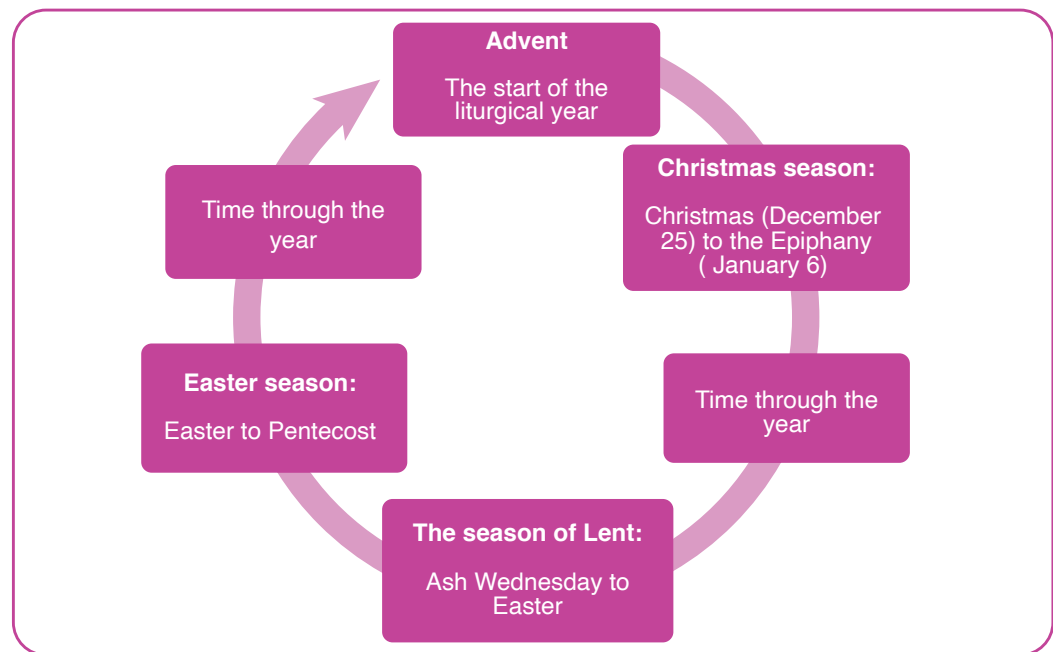 Advent
The start of the
liturgical year
Christmas season:
Christmas (December
25) to the Epiphany
( January 6)
Time through the
year
The season of Lent:
Ash Wednesday to
Easter
Easter season:
Easter to Pentecost
Time through the
year